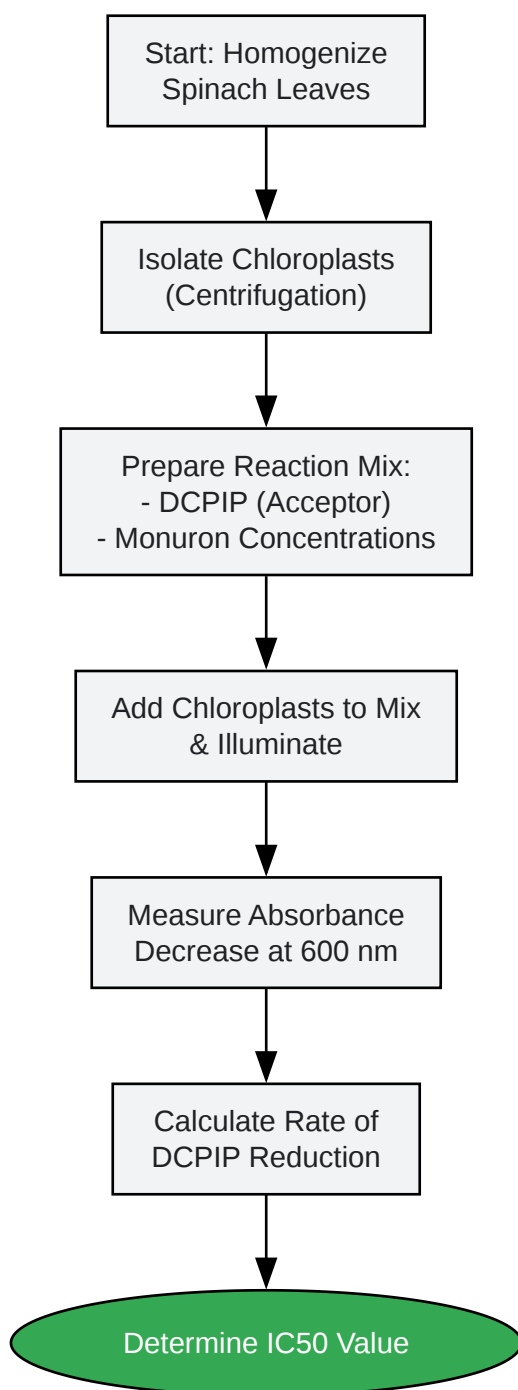 Start: Homogenize
Spinach Leaves
Isolate Chloroplasts
(Centrifugation)
Prepare Reaction Mix:
- DCPIP (Acceptor)
- Monuron Concentrations
Add Chloroplasts to Mix
& Illuminate
Measure Absorbance
Decrease at 600 nm
Calculate Rate of
DCPIP Reduction
Determine IC50 Value